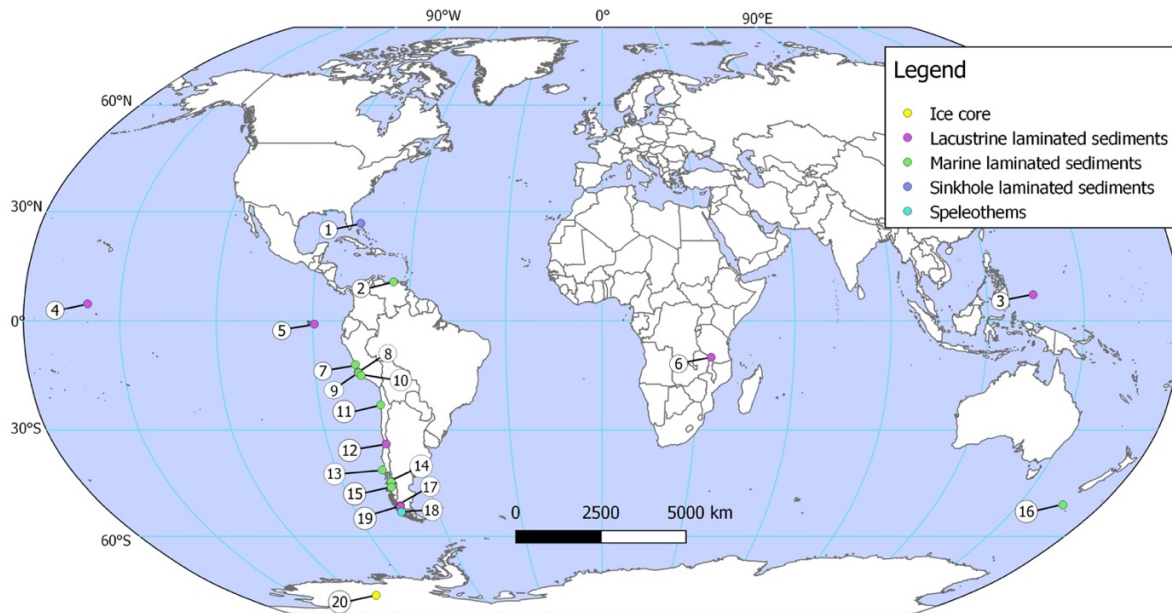 90°W 0° 90°E
Legend
60°N
Ice core
Lacustrine laminated sediments
Marine laminated sediments
Sinkhole laminated sediments
Speleothems
30°N
1
2
3
4
0°
5
8
6
7
9
10
11
30°S
12
14
13
17
15
16
19
18
0 2500 5000 km
60°S
20